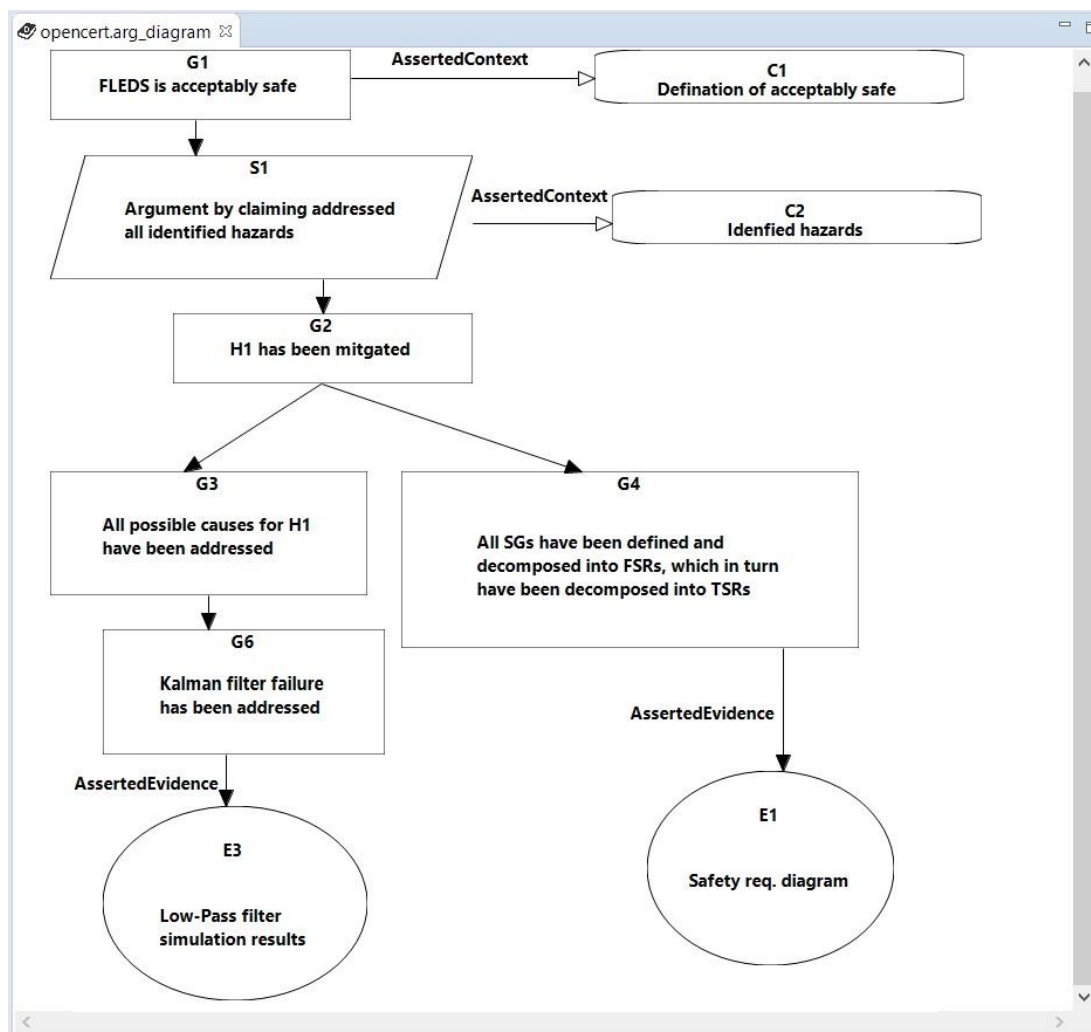 opencert.arg_diagram
G1
FLEDS is acceptably safe
AssertedContext
C1
Defination of acceptably safe
S1
Argument by claiming addressed
all identified hazards
AssertedContext
C2
Idenfied hazards
G2
H1 has been mitgated
G3
All possible causes for H1
have been addressed
G4
All SGs have been defined and
decomposed into FSRs, which in turn
have been decomposed into TSRs
G6
Kalman filter failure
has been addressed
AssertedEvidence
AssertedEvidence
E3
Low-Pass filter
simulation results
E1
Safety req. diagram